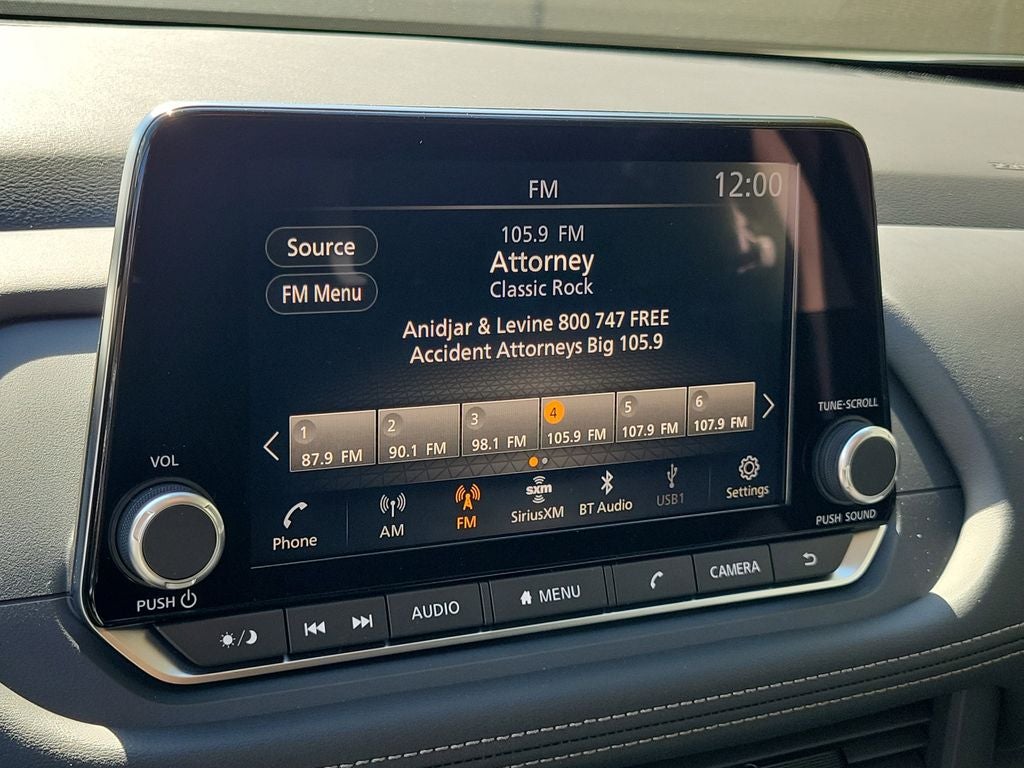 FM
12:00
Source
FM Menu
105.9 FM
Attorney
Classic Rock
Anidjar & Levine 800 747 FREE
Accident Attorneys Big 105.9
1
87.9 FM
2
90.1 FM
3
98.1 FM
4
105.9 FM
5
107.9 FM
6
107.9 FM
Phone
AM
FM
sxm
SiriusXM
BT Audio
USB1
Settings
VOL
PUSH
TUNE·SCROLL
PUSH SOUND
AUDIO
MENU
CAMERA